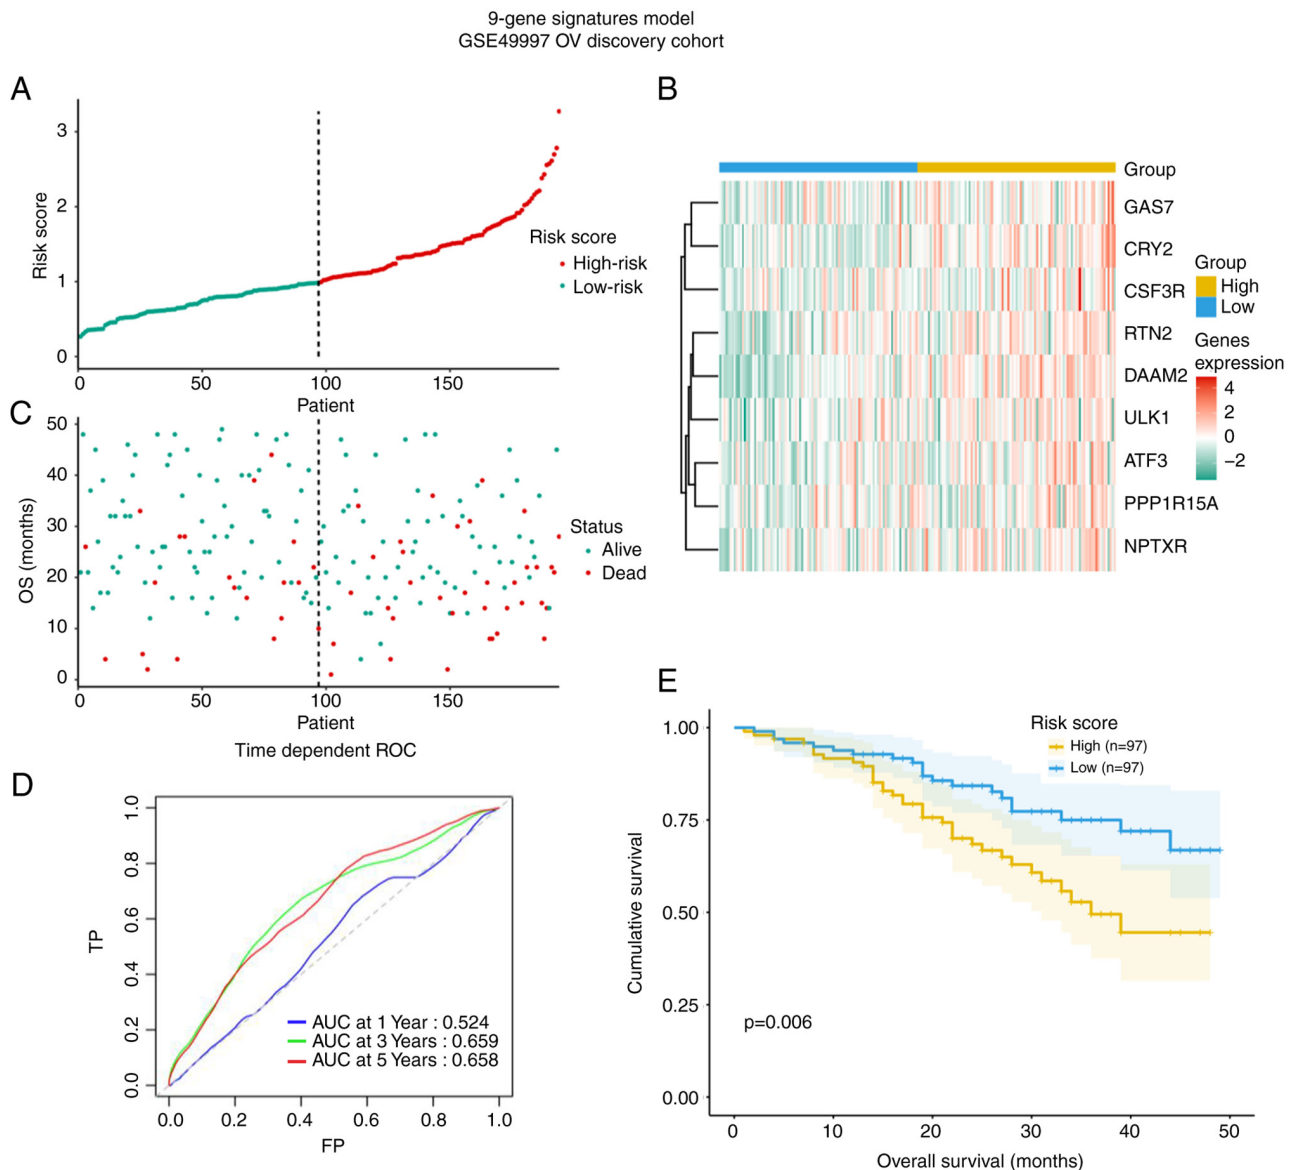 9-gene signatures model
GSE49997 OV discovery cohort
A
Risk score
3
2
1
0
0 50 100 150
Patient
Risk score
High-risk
Low-risk
B
Group
GAS7
CRY2
CSF3R
RTN2
DAAM2
ULK1
ATF3
PPP1R15A
NPTXR
Group
High
Low
Genes
expression
4
2
0
−2
C
OS (months)
50
40
30
20
10
0
0 50 100 150
Patient
Status
Alive
Dead
Time dependent ROC
D
TP
1.0
0.8
0.6
0.4
0.2
0.0
0.0 0.2 0.4 0.6 0.8 1.0
FP
AUC at 1 Year : 0.524
AUC at 3 Years : 0.659
AUC at 5 Years : 0.658
E
Cumulative survival
1.00
0.75
0.50
0.25
0.00
0 10 20 30 40 50
Overall survival (months)
Risk score
High (n=97)
Low (n=97)
p=0.006